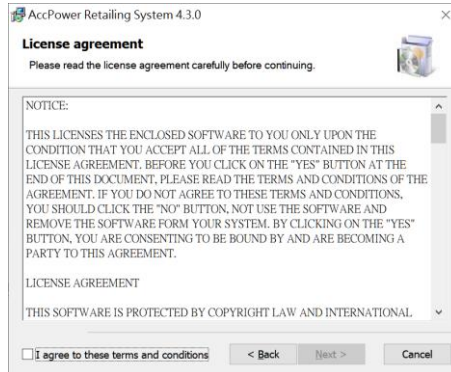 AccPower Retailing System 4.3.0
License agreement
Please read the license agreement carefully before continuing.
NOTICE:
THIS LICENSES THE ENCLOSED SOFTWARE TO YOU ONLY UPON THE
CONDITION THAT YOU ACCEPT ALL OF THE TERMS CONTAINED IN THIS
LICENSE AGREEMENT. BEFORE YOU CLICK ON THE "YES" BUTTON AT THE
END OF THIS DOCUMENT, PLEASE READ THE TERMS AND CONDITIONS OF THE
AGREEMENT. IF YOU DO NOT AGREE TO THESE TERMS AND CONDITIONS,
YOU SHOULD CLICK THE "NO" BUTTON, NOT USE THE SOFTWARE AND
REMOVE THE SOFTWARE FORM YOUR SYSTEM. BY CLICKING ON THE "YES"
BUTTON, YOU ARE CONSENTING TO BE BOUND BY AND ARE BECOMING A
PARTY TO THIS AGREEMENT.
LICENSE AGREEMENT
THIS SOFTWARE IS PROTECTED BY COPYRIGHT LAW AND INTERNATIONAL
I agree to these terms and conditions
< Back
Next >
Cancel